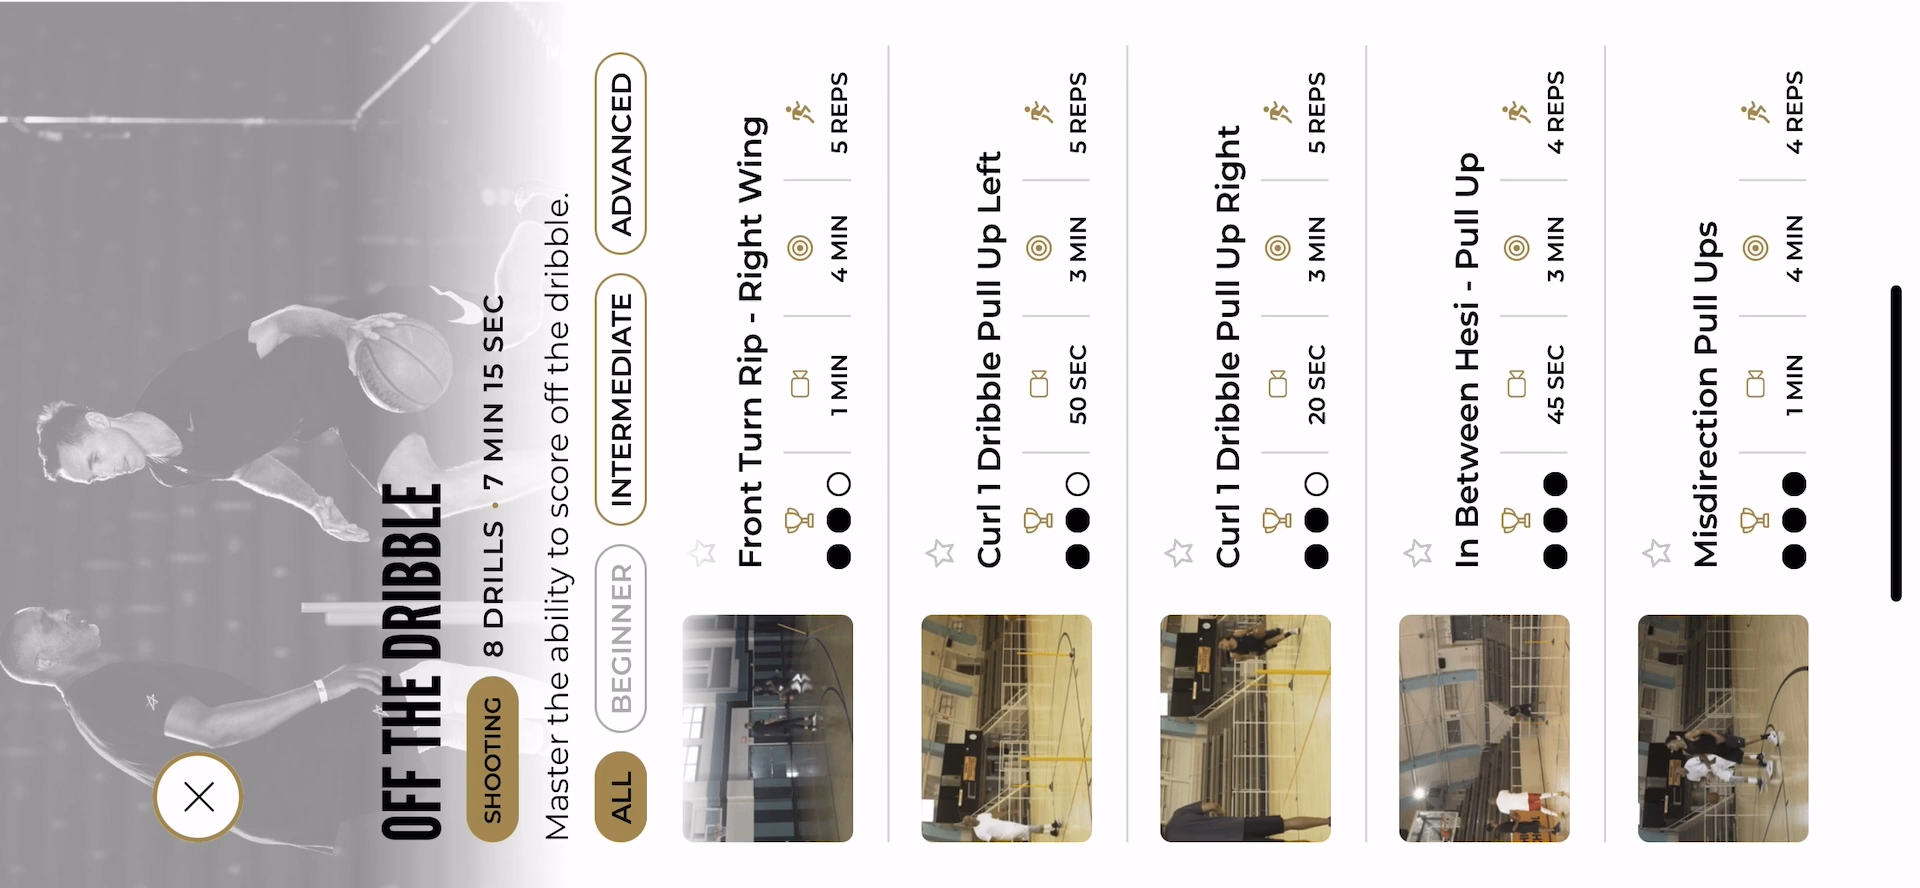 OFF THE DRIBBLE
SHOOTING 8 DRILLS • 7 MIN 15 SEC
Master the ability to score off the dribble.
ALL BEGINNER INTERMEDIATE ADVANCED
Front Turn Rip - Right Wing
1 MIN 4 MIN 5 REPS
Curl 1 Dribble Pull Up Left
50 SEC 3 MIN 5 REPS
Curl 1 Dribble Pull Up Right
20 SEC 3 MIN 5 REPS
In Between Hesi - Pull Up
45 SEC 3 MIN 4 REPS
Misdirection Pull Ups
1 MIN 4 MIN 4 REPS